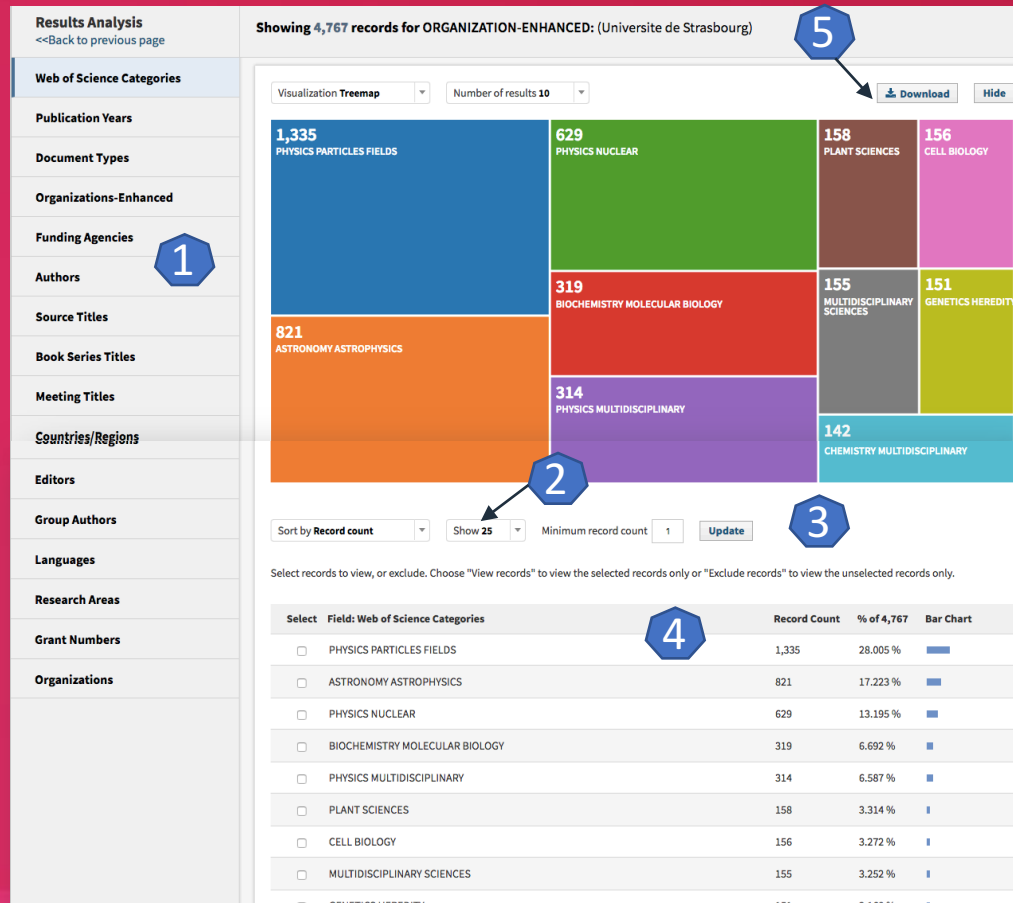 Results Analysis
<<Back to previous page
Showing 4,767 records for ORGANIZATION-ENHANCED: (Universite de Strasbourg)
5
Web of Science Categories
Publication Years
Document Types
Organizations-Enhanced
Funding Agencies
1
Authors
Source Titles
Book Series Titles
Meeting Titles
Countries/Regions
Editors
Group Authors
Languages
Research Areas
Grant Numbers
Organizations
Visualization Treemap
Number of results 10
Download
Hide
1,335
PHYSICS PARTICLES FIELDS
821
ASTRONOMY ASTROPHYSICS
629
PHYSICS NUCLEAR
319
BIOCHEMISTRY MOLECULAR BIOLOGY
314
PHYSICS MULTIDISCIPLINARY
158
PLANT SCIENCES
156
CELL BIOLOGY
155
MULTIDISCIPLINARY
SCIENCES
151
GENETICS HEREDITY
142
CHEMISTRY MULTIDISCIPLINARY
2
3
Sort by Record count
Show 25
Minimum record count 1
Update
Select records to view, or exclude. Choose "View records" to view the selected records only or "Exclude records" to view the unselected records only.
4
Select Field: Web of Science Categories Record Count % of 4,767 Bar Chart
PHYSICS PARTICLES FIELDS 1,335 28.005 %
ASTRONOMY ASTROPHYSICS 821 17.223 %
PHYSICS NUCLEAR 629 13.195 %
BIOCHEMISTRY MOLECULAR BIOLOGY 319 6.692 %
PHYSICS MULTIDISCIPLINARY 314 6.587 %
PLANT SCIENCES 158 3.314 %
CELL BIOLOGY 156 3.272 %
MULTIDISCIPLINARY SCIENCES 155 3.252 %